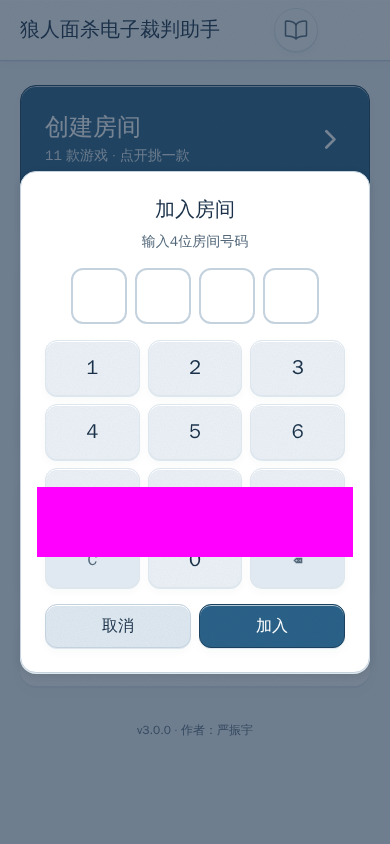 狼人面杀电子裁判助手
创建房间
11 款游戏 · 点开挑一款
加入房间
输入4位房间号码
1 2 3
4 5 6
C 0
取消 加入
v3.0.0 · 作者：严振宇